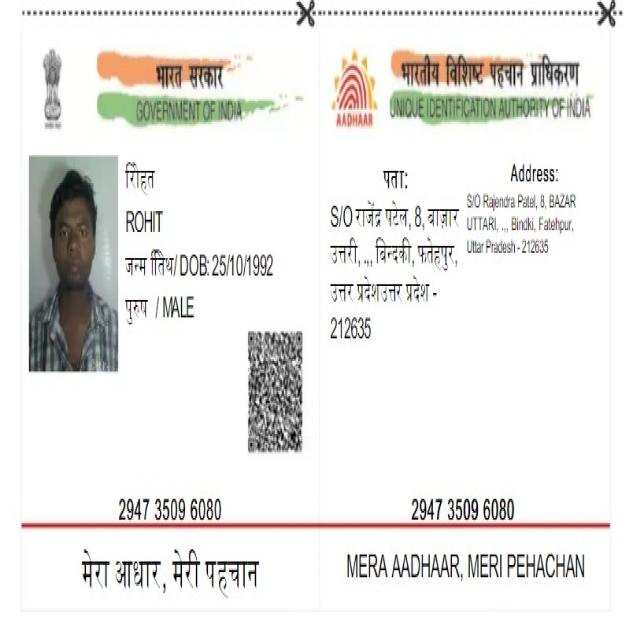 भारत सरकार
GOVERNMENT OF INDIA
रोहित
ROHIT
जन्म तिथि/ DOB: 25/10/1992
पुरुष / MALE
2947 3509 6080
मेरा आधार, मेरी पहचान
भारतीय विशिष्ट पहचान प्राधिकरण
UNIQUE IDENTIFICATION AUTHORITY OF INDIA
AADHAAR
पता:
S/O राजेंद्र पटेल, 8, बाज़ार
उत्तरी, ,., बिन्दकी, फतेहपुर,
उत्तर प्रदेशउत्तर प्रदेश -
212635
Address:
S/O Rajendra Patel, 8, BAZAR
UTTARI, ,., Bindki, Fatehpur,
Uttar Pradesh - 212635
2947 3509 6080
MERA AADHAAR, MERI PEHACHAN